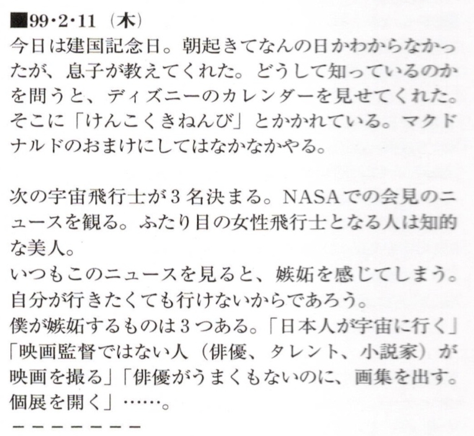 ■99・2・11（木）
今日は建国記念日。朝起きてなんの日かわからなかっ
たが、息子が教えてくれた。どうして知っているのか
を問うと、ディズニーのカレンダーを見せてくれた。
そこに「けんこくきねんび」とかかれている。マクド
ナルドのおまけにしてはなかなかやる。
次の宇宙飛行士が3名決まる。NASAでの会見のニ
ュースを観る。ふたり目の女性飛行士となる人は知的
な美人。
いつもこのニュースを見ると、嫉妬を感じてしまう。
自分が行きたくても行けないからであろう。
僕が嫉妬するものは3つある。「日本人が宇宙に行く」
「映画監督ではない人（俳優、タレント、小説家）が
映画を撮る」「俳優がうまくもないのに、画集を出す。
個展を開く」……。
－－－－－－－